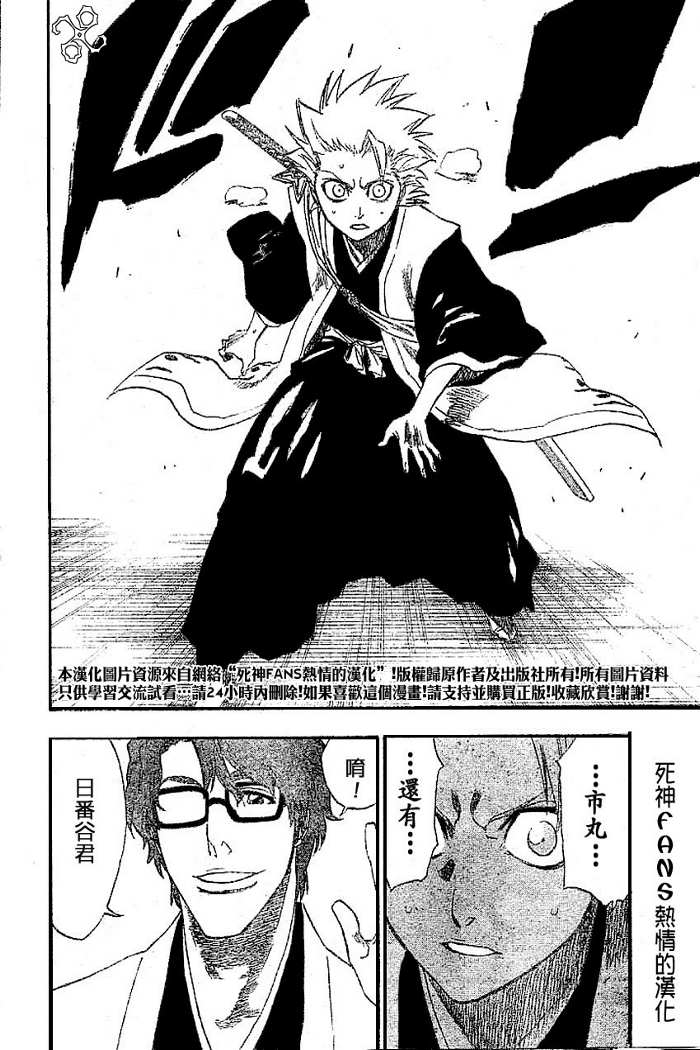 本漢化圖片資源來自網絡“死神FANS熱情的漢化”!版權歸原作者及出版社所有!所有圖片資料
只供學習交流試看…請24小時內刪除!如果喜歡這個漫畫!請支持並購買正版!收藏欣賞!謝謝!
…市丸…
…還有…
唷！
日番谷君
死神FANS熱情的漢化